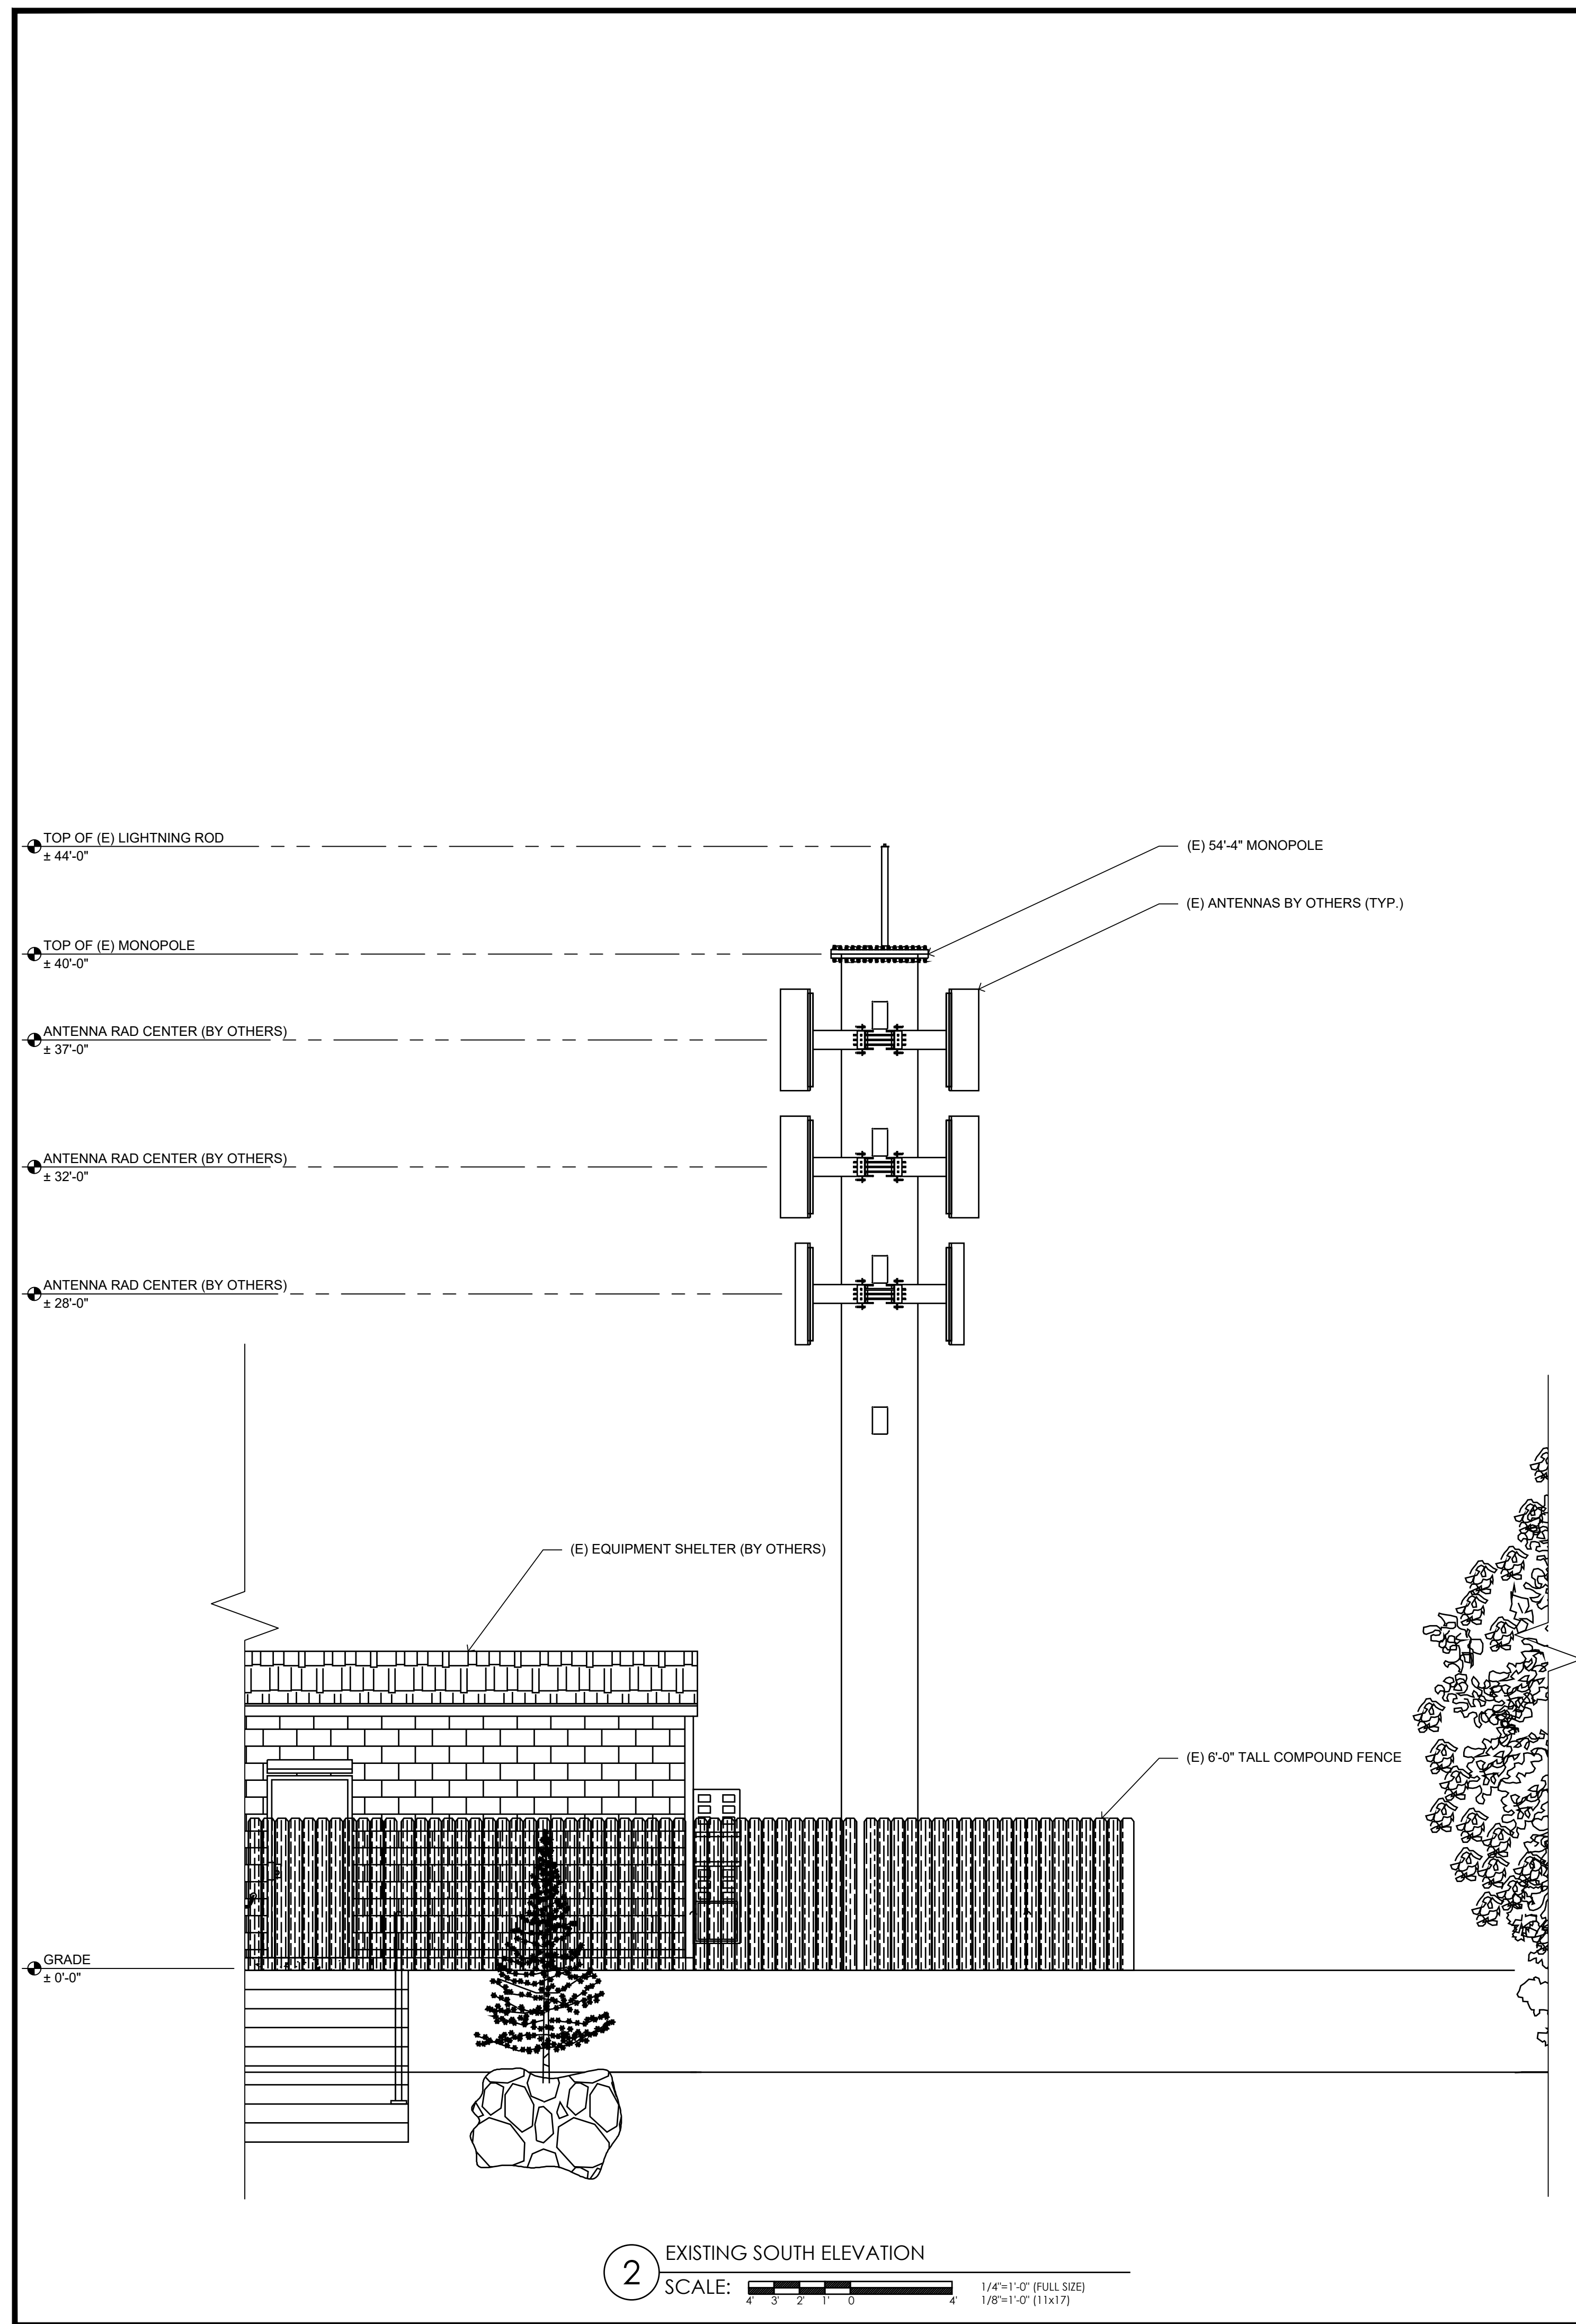 TOP OF (E) LIGHTNING ROD
± 44'-0"
(E) 54'-4" MONOPOLE
(E) ANTENNAS BY OTHERS (TYP.)
TOP OF (E) MONOPOLE
± 40'-0"
ANTENNA RAD CENTER (BY OTHERS)
± 37'-0"
ANTENNA RAD CENTER (BY OTHERS)
± 32'-0"
ANTENNA RAD CENTER (BY OTHERS)
± 28'-0"
(E) EQUIPMENT SHELTER (BY OTHERS)
(E) 6'-0" TALL COMPOUND FENCE
GRADE
± 0'-0"
2
EXISTING SOUTH ELEVATION
SCALE:
4' 3' 2' 1' 0 4'
1/4"=1'-0" (FULL SIZE)
1/8"=1'-0" (11x17)